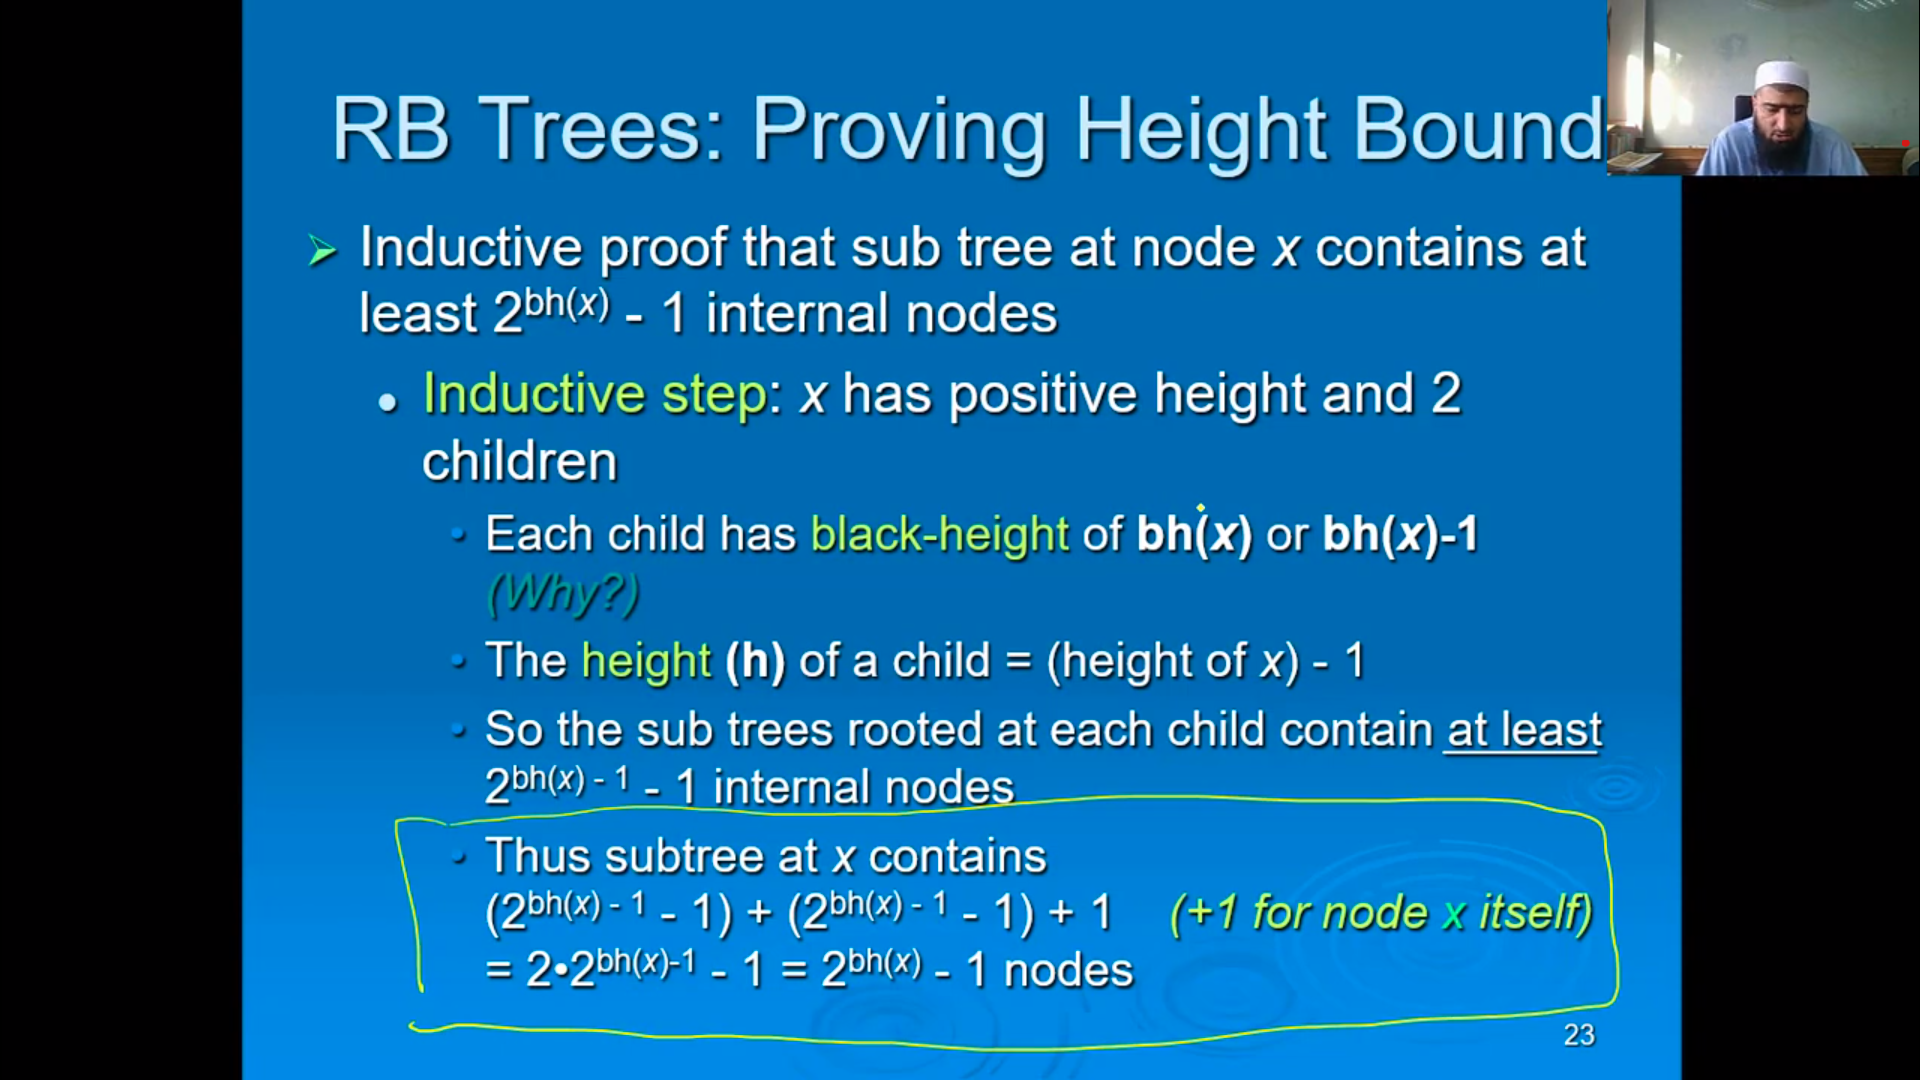 RB Trees: Proving Height Bound
➢ Inductive proof that sub tree at node x contains at
least 2^bh(x) - 1 internal nodes
• Inductive step: x has positive height and 2
children
• Each child has black-height of bh(x) or bh(x)-1
(Why?)
• The height (h) of a child = (height of x) - 1
• So the sub trees rooted at each child contain at least
2^bh(x) - 1 - 1 internal nodes
• Thus subtree at x contains
(2^bh(x) - 1 - 1) + (2^bh(x) - 1 - 1) + 1 (+1 for node x itself)
= 2•2^bh(x)-1 - 1 = 2^bh(x) - 1 nodes
23